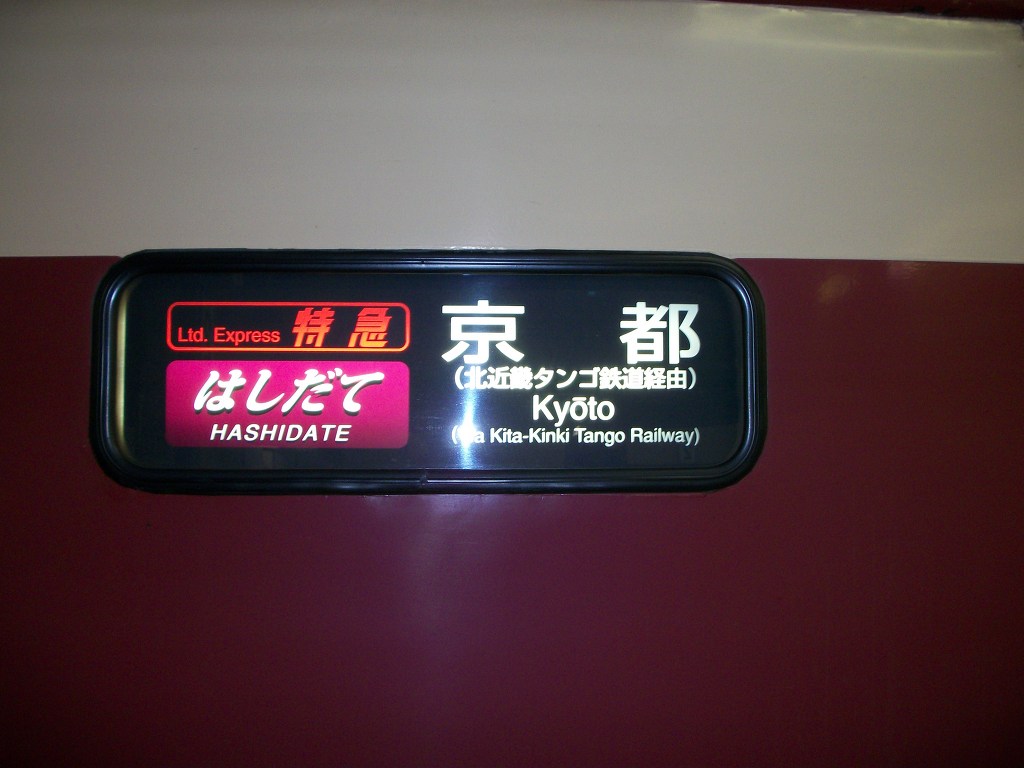 Ltd. Express 特急
はしだて
HASHIDATE
京都
(北近畿タンゴ鉄道経由)
Kyōto
Kita-Kinki Tango Railway)